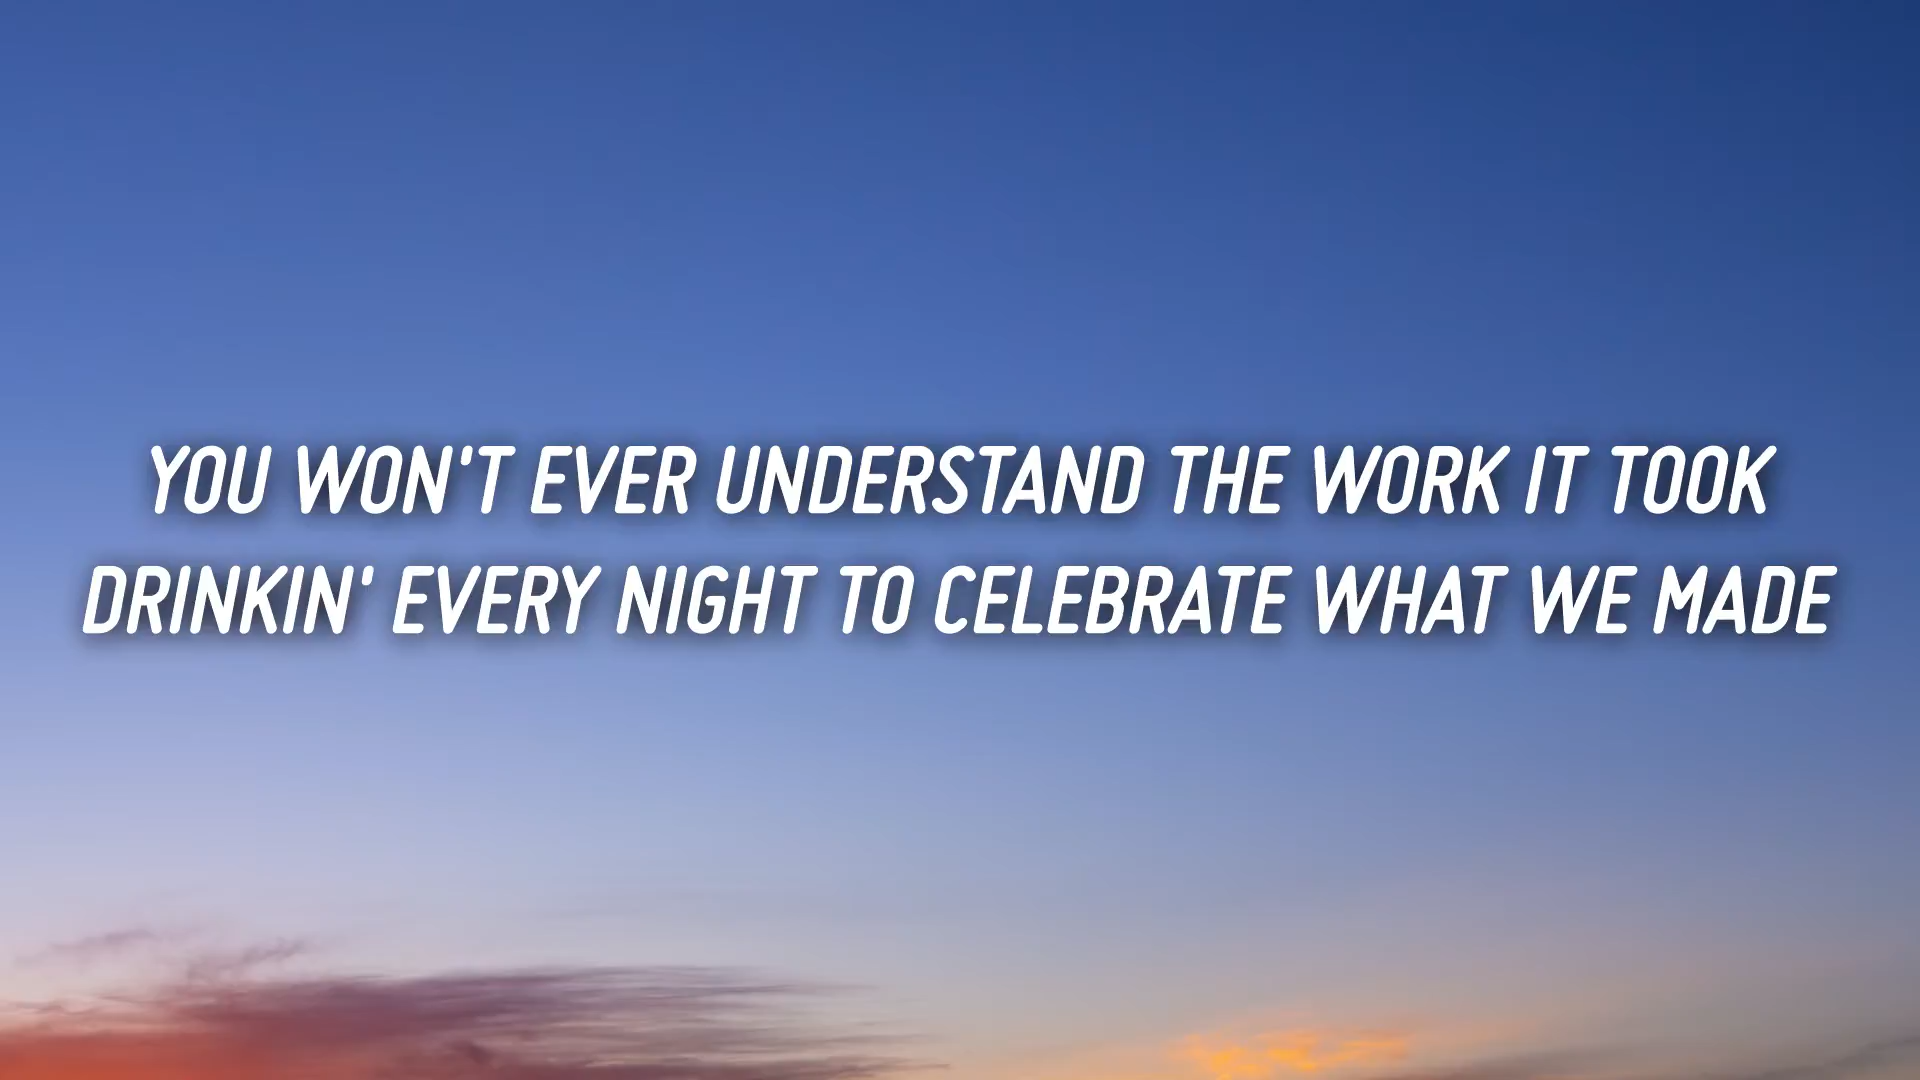 YOU WON'T EVER UNDERSTAND THE WORK IT TOOK
DRINKIN' EVERY NIGHT TO CELEBRATE WHAT WE MADE